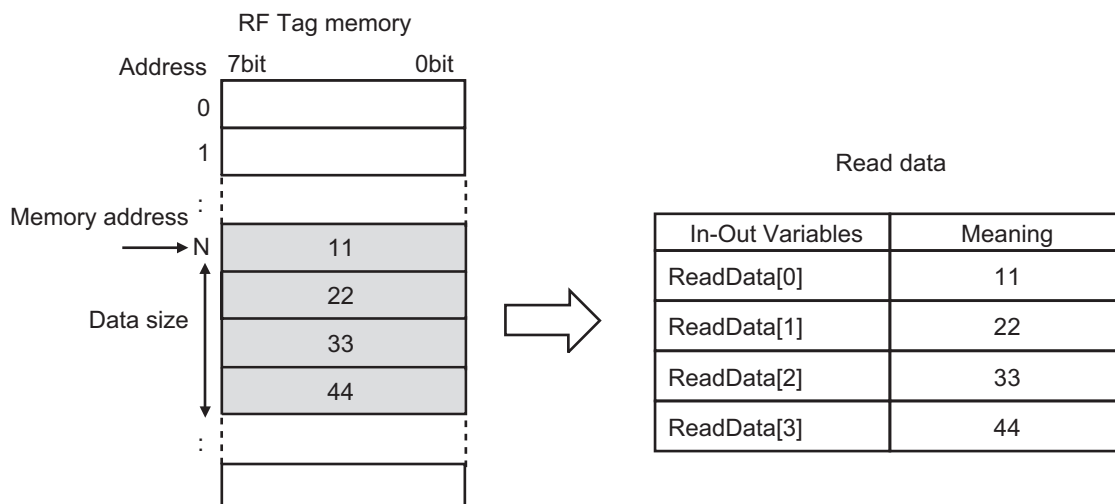 RF Tag memory
Address 7bit 0bit
0
1
:
Memory address
N 11
22
Data size
33
44
:
Read data
In-Out Variables Meaning
ReadData[0] 11
ReadData[1] 22
ReadData[2] 33
ReadData[3] 44